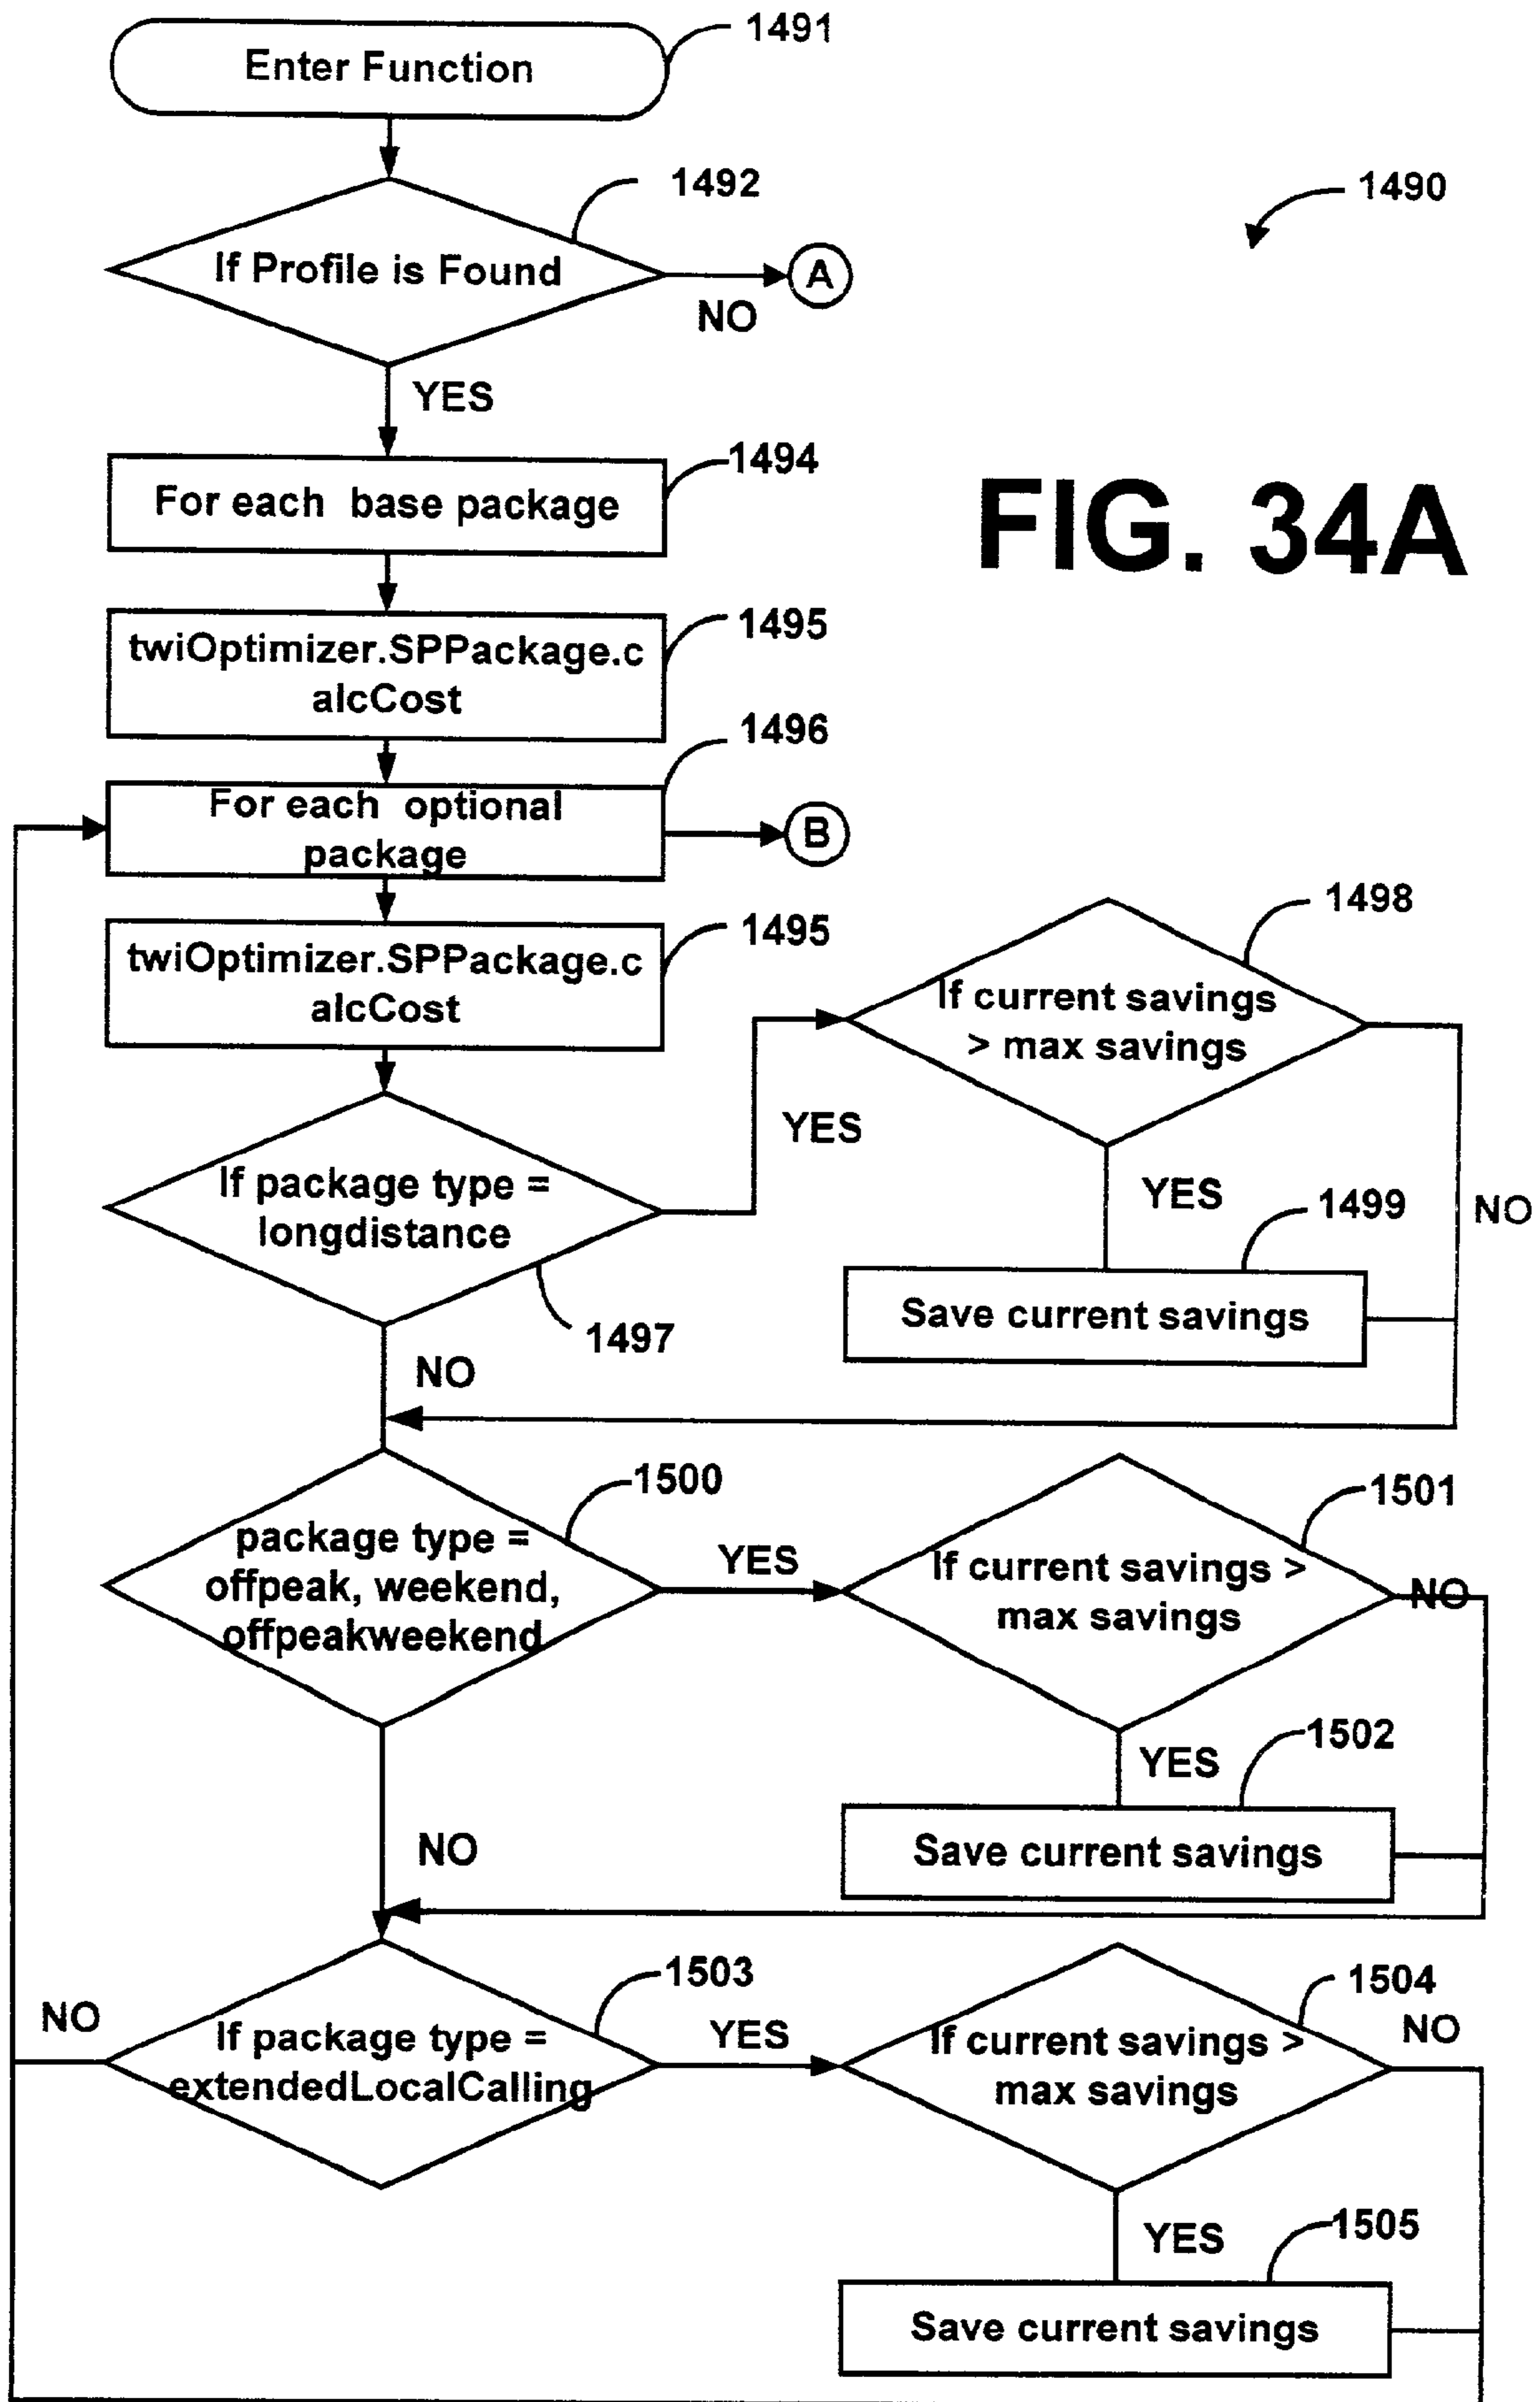 Enter Function
1491
1492
1490
If Profile is Found
A
NO
YES
1494
For each base package
FIG. 34A
1495
twiOptimizer.SPPackage.c
alcCost
1496
For each optional
package
B
1495
twiOptimizer.SPPackage.c
alcCost
1498
If current savings
> max savings
YES
If package type =
longdistance
YES
1499
NO
Save current savings
1497
NO
1500
package type =
offpeak, weekend,
offpeakweekend
YES
1501
If current savings >
max savings
NO
YES
1502
Save current savings
NO
1503
NO
If package type =
extendedLocalCalling
YES
1504
If current savings >
max savings
NO
YES
1505
Save current savings